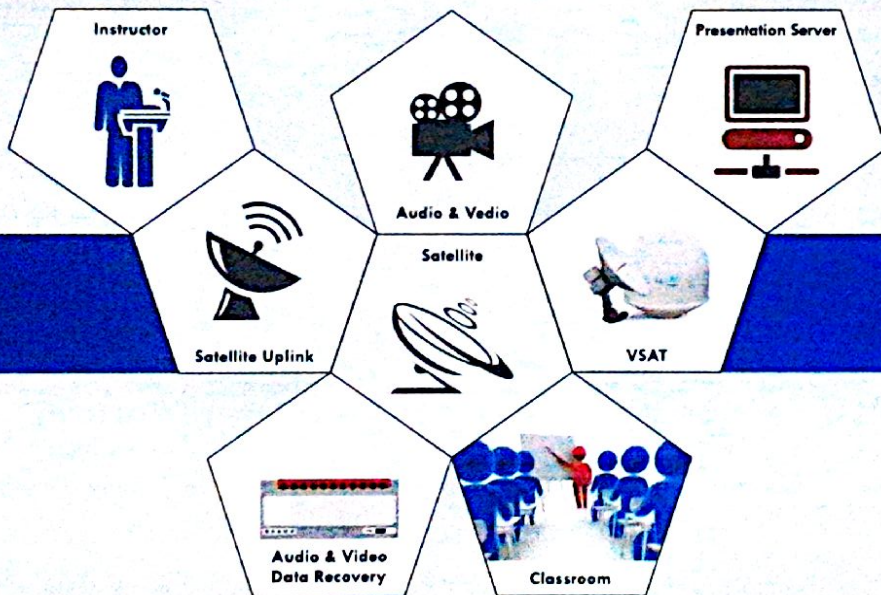 Instructor
Presentation Server
Audio & Vedio
Satellite
Satellite Uplink
VSAT
Audio & Video
Data Recovery
Classroom